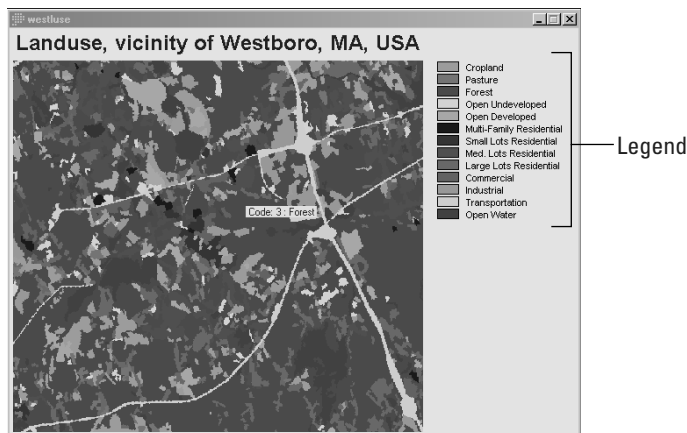 westluse
Landuse, vicinity of Westboro, MA, USA
Cropland
Pasture
Forest
Open Undeveloped
Open Developed
Multi-Family Residential
Small Lots Residential
Med. Lots Residential
Large Lots Residential
Commercial
Industrial
Transportation
Open Water
Legend
Code: 3 : Forest